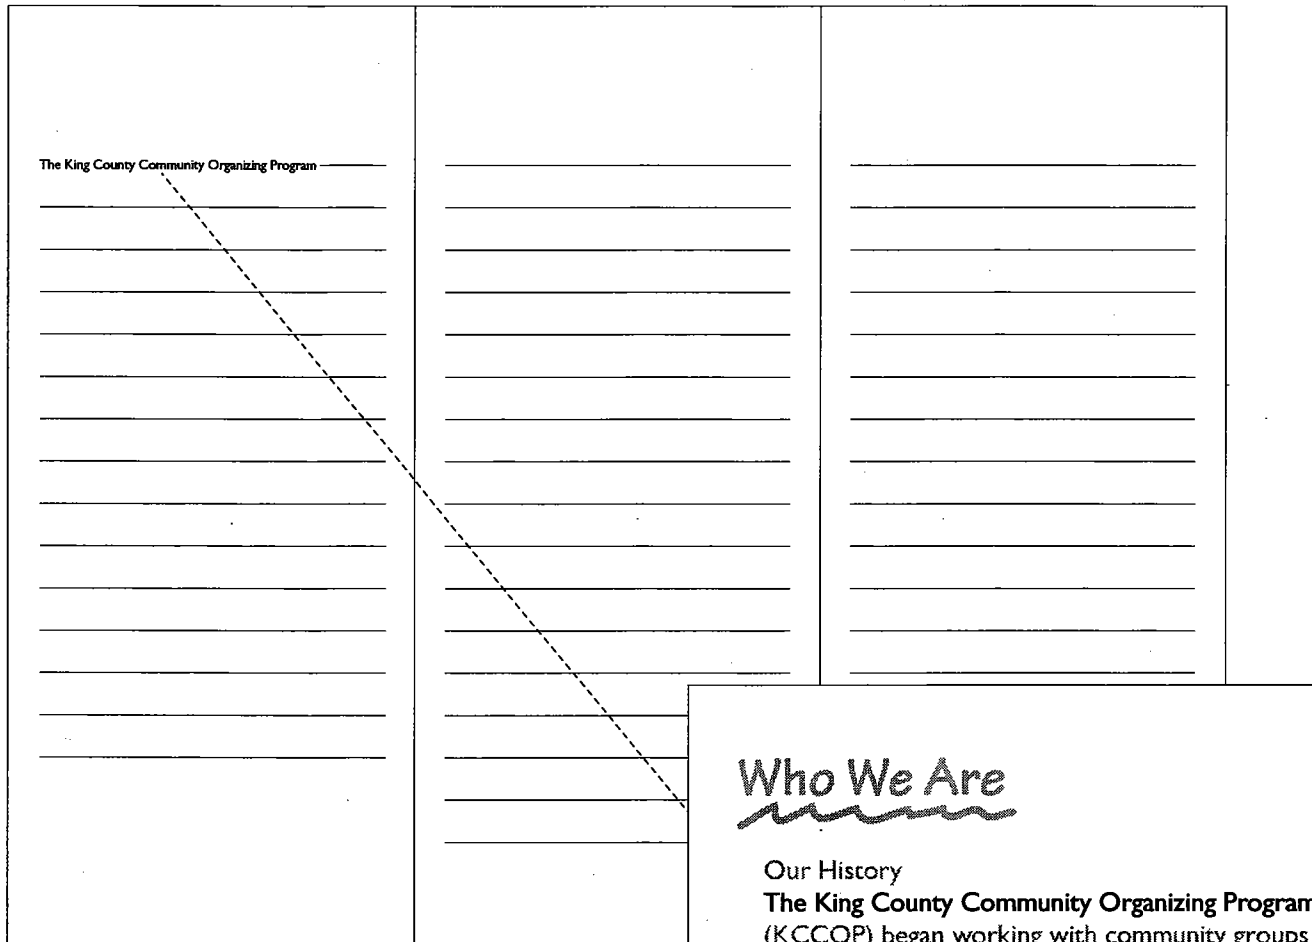 The King County Community Organizing Program
Who We Are
Our History
The King County Community Organizing Program
(KCCOP) began working with community groups